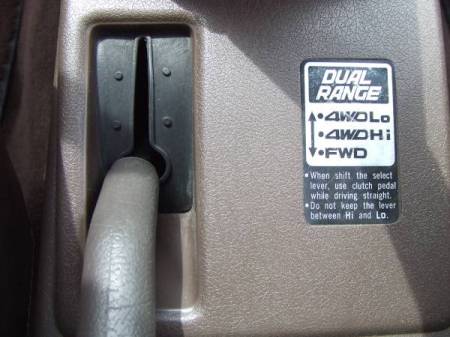 DUAL
RANGE
•4WD Lo
•4WD Hi
•FWD
•When shift the select
lever, use clutch pedal
while driving straight.
•Do not keep the lever
between Hi and Lo.